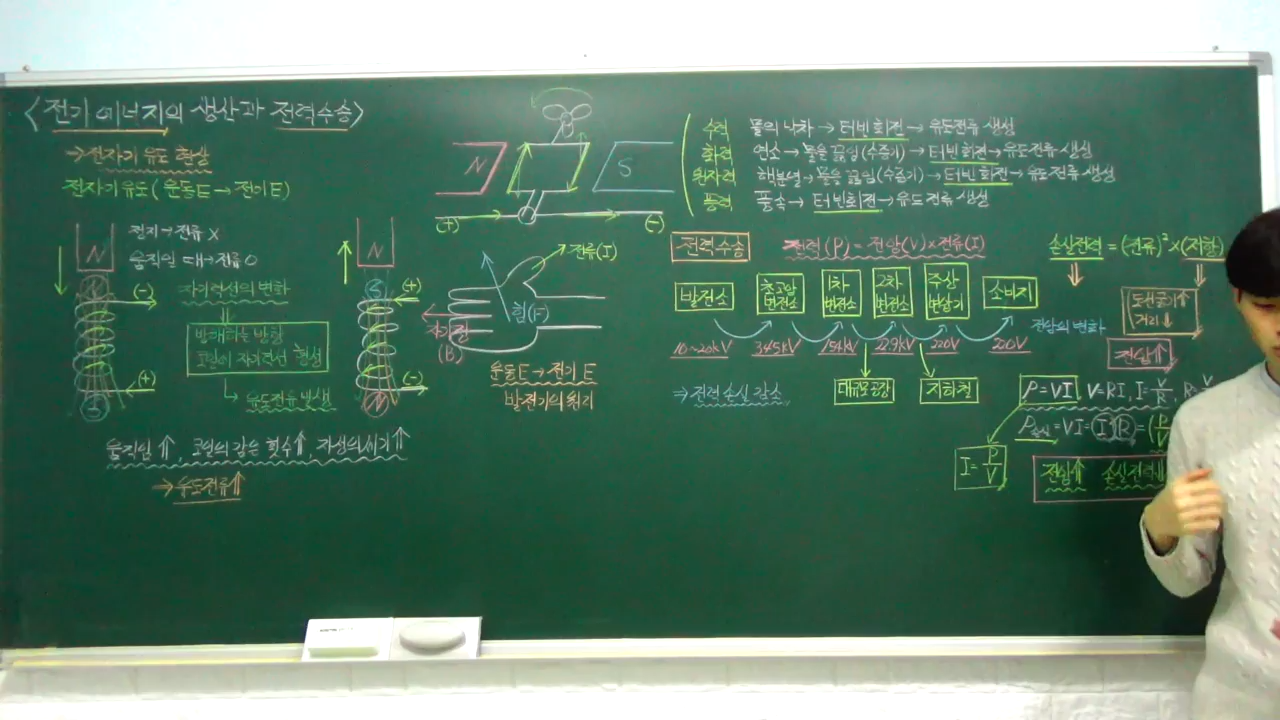 <전기 에너지의 생산과 전력수송>
→전자기 유도 현상
전자기 유도 (운동E → 전기E)
N
정지→전류 X
움직일 때→전류 O
N
(-)
(+)
자기력선의 변화
⇓
방해하는 방향
코일이 자기력선 형성
↳ 유도전류 발생
N
S
(+)
(-)
N
움직임⇑, 코일의 감은 횟수⇑, 자석의 세기⇑
⇒유도전류⇑
N
S
(+)
(-)
전류(I)
힘(F)
자기장
(B)
운동E→전기 E
발전기의 원리
수력 물의 낙차 → 터빈 회전 → 유도전류 생성
화력 연소 → 물을 끓임(수증기) → 터빈 회전 → 유도전류 생성
원자력 핵분열 → 물을 끓임(수증기) → 터빈 회전 → 유도전류 생성
풍력 풍속 → 터빈회전 → 유도전류 생성
전력수송
전력(P) = 전압(V)×전류(I)
발전소
초고압 변전소
1차 변전소
2차 변전소
주상 변압기
소비지
전압의 변화
10~20kV 345kV 154kV 22.9kV 220V 220V
대규모공장
지하철
⇒전력 손실 감소
손실전력 = (전류)² × (저항)
도선굵기↑
거리↓
전압↑
P=VI, V=RI, I=V/R, R=V
P손실=VI=I²R=(P/V
I=P/V
전압⇑ 손실전력⇓